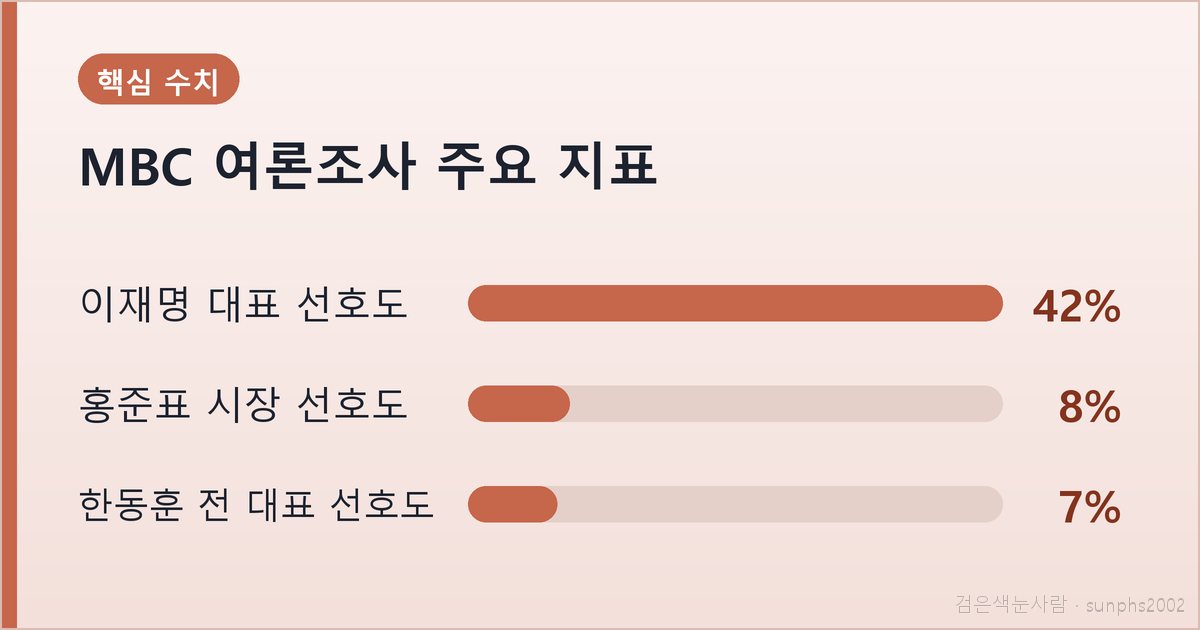 핵심 수치
MBC 여론조사 주요 지표
이재명 대표 선호도 42%
홍준표 시장 선호도 8%
한동훈 전 대표 선호도 7%
검은색눈사람 · sunphs2002